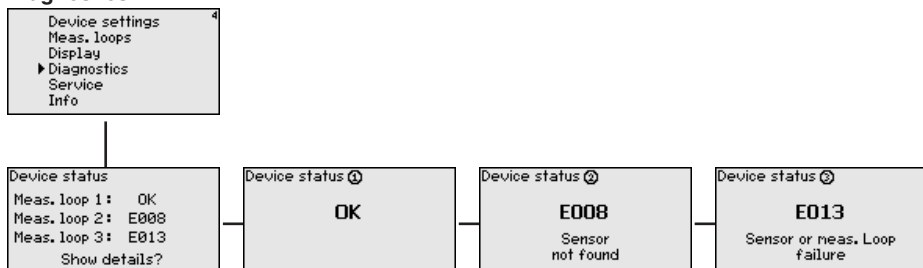 Device settings 4
Meas. loops
Display
Diagnostics
Service
Info
Device status
Meas. loop 1: OK
Meas. loop 2: E008
Meas. loop 3: E013
Show details?
Device status ①
OK
Device status ②
E008
Sensor
not found
Device status ③
E013
Sensor or meas. Loop
failure